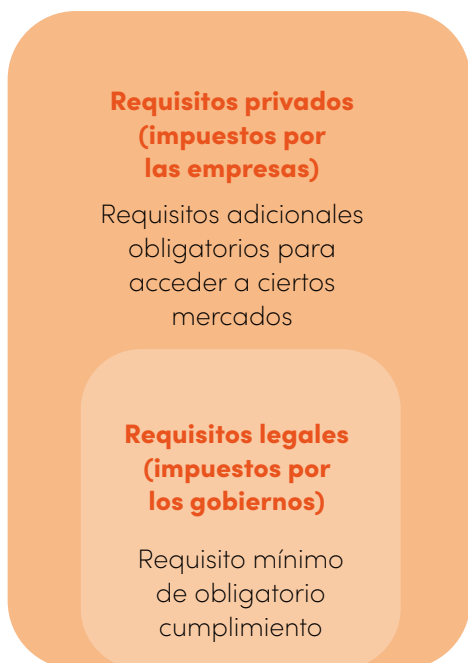 Requisitos privados
(impuestos por
las empresas)
Requisitos adicionales
obligatorios para
acceder a ciertos
mercados
Requisitos legales
(impuestos por
los gobiernos)
Requisito mínimo
de obligatorio
cumplimiento